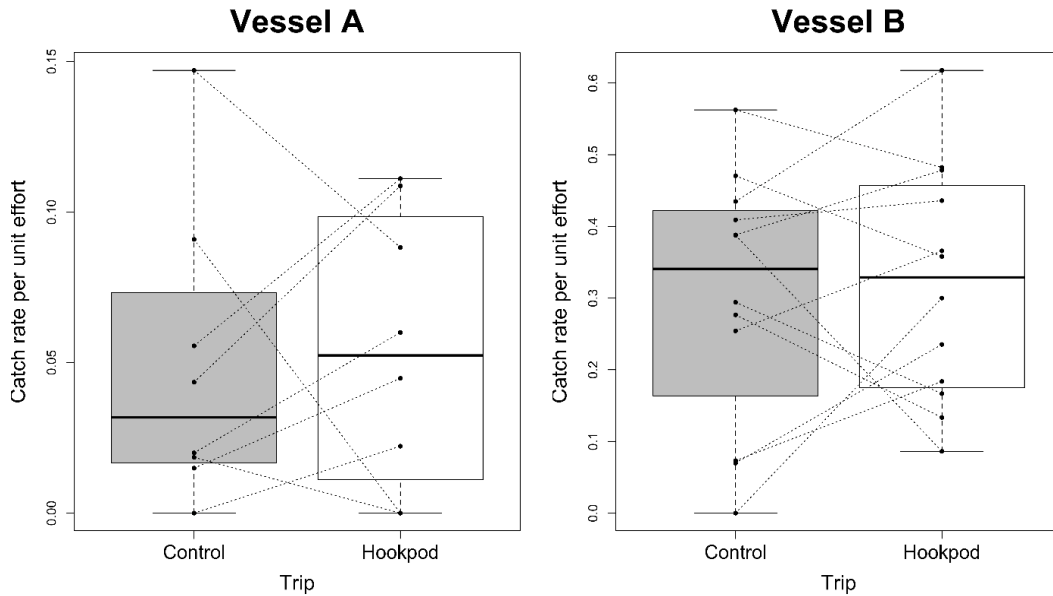 Vessel A
Catch rate per unit effort
0.15
0.10
0.05
0.00
Control
Hookpod
Trip
Vessel B
Catch rate per unit effort
0.6
0.5
0.4
0.3
0.2
0.1
0.0
Control
Hookpod
Trip